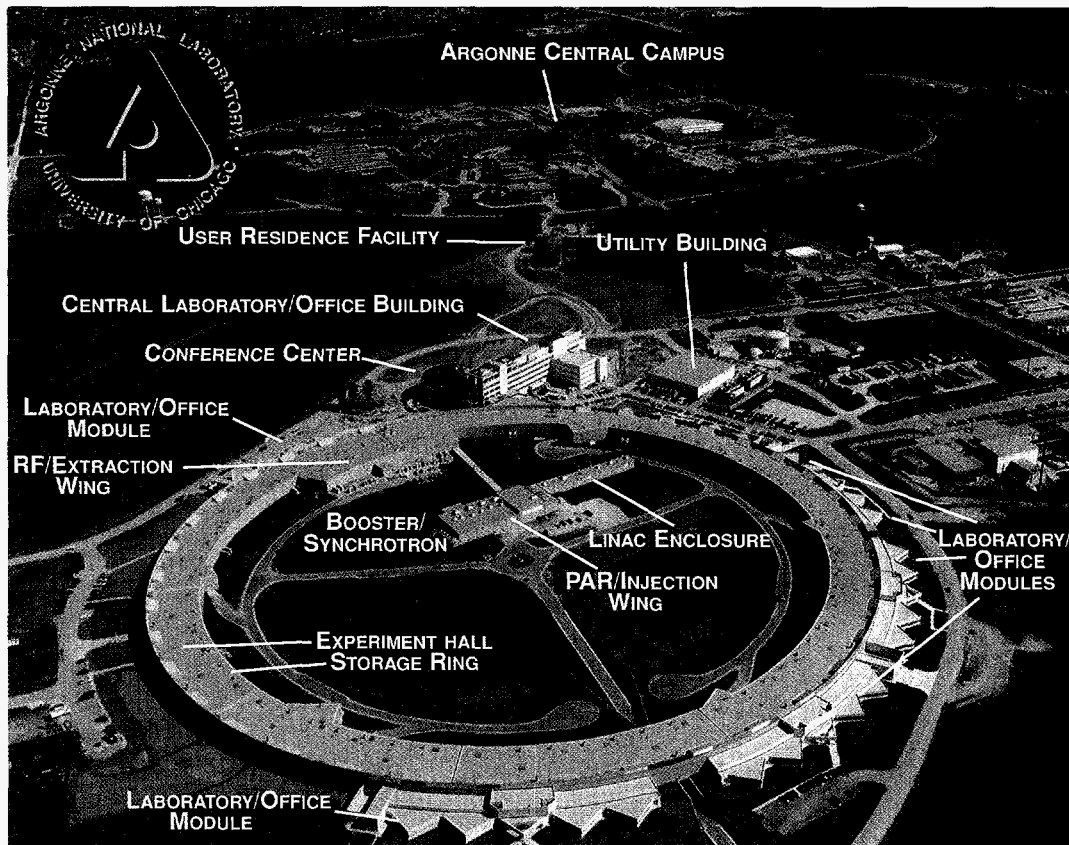 ARGONNE NATIONAL LABORATORY
UNIVERSITY OF CHICAGO
ARGONNE CENTRAL CAMPUS
USER RESIDENCE FACILITY
UTILITY BUILDING
CENTRAL LABORATORY/OFFICE BUILDING
CONFERENCE CENTER
LABORATORY/OFFICE
MODULE
RF/EXTRACTION
WING
BOOSTER/
SYNCHROTRON
LINAC ENCLOSURE
LABORATORY/
OFFICE
MODULES
PAR/INJECTION
WING
EXPERIMENT HALL
STORAGE RING
LABORATORY/OFFICE
MODULE